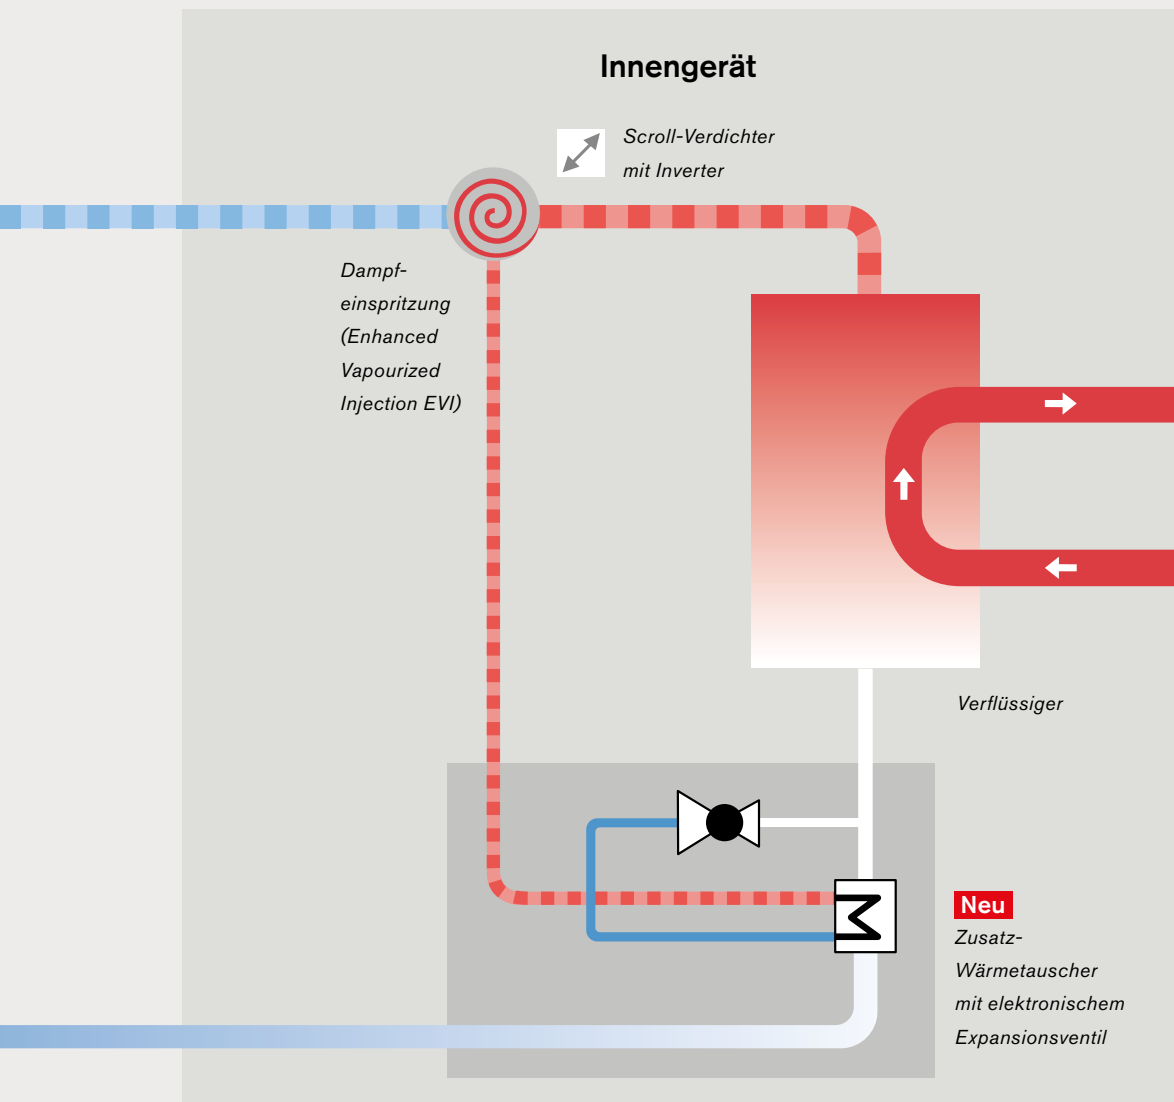 Innengerät
Scroll-Verdichter
mit Inverter
Dampf-
einspritzung
(Enhanced
Vapourized
Injection EVI)
Verflüssiger
Neu
Zusatz-
Wärmetauscher
mit elektronischem
Expansionsventil